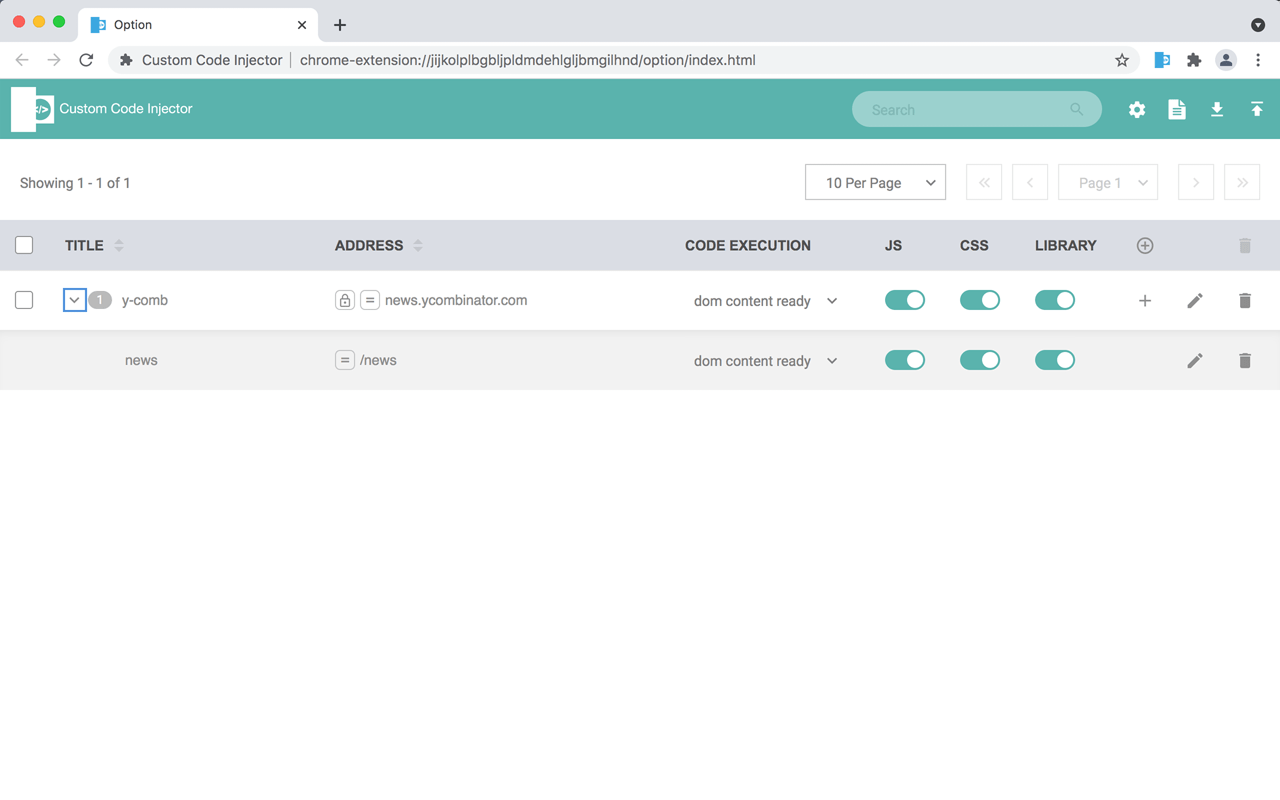 Option
Custom Code Injector chrome-extension://jijkolplbgbljpldmdehlgljbmgilhnd/option/index.html
</> Custom Code Injector Search
Showing 1 - 1 of 1 10 Per Page Page 1
TITLE ADDRESS CODE EXECUTION JS CSS LIBRARY
1 y-comb = news.ycombinator.com dom content ready
news = /news dom content ready